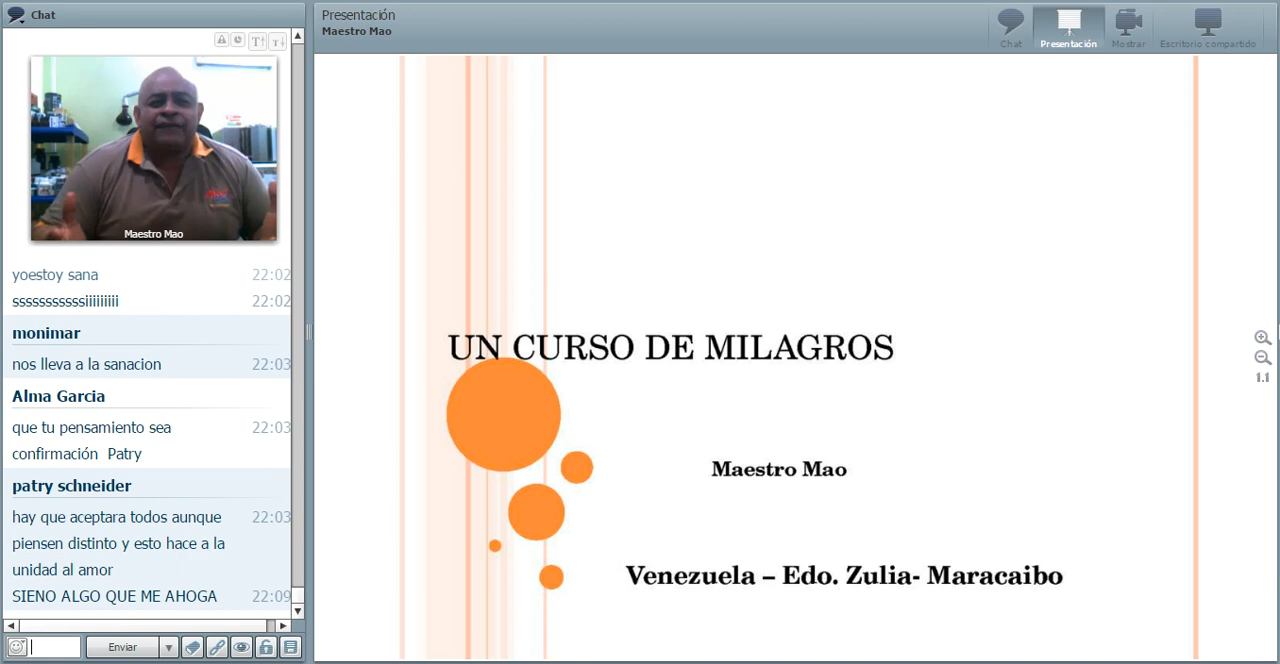 Chat
Maestro Mao
yoestoy sana 22:02
sssssssssssiiiiiiiii 22:02
monimar
nos lleva a la sanacion 22:03
Alma Garcia
que tu pensamiento sea 22:03
confirmación Patry
patry schneider
hay que aceptara todos aunque 22:03
piensen distinto y esto hace a la
unidad al amor
SIENO ALGO QUE ME AHOGA 22:09
Enviar
Presentación
Maestro Mao
Chat
Presentación
Mostrar
Escritorio compartido
UN CURSO DE MILAGROS
Maestro Mao
Venezuela – Edo. Zulia- Maracaibo
1.1